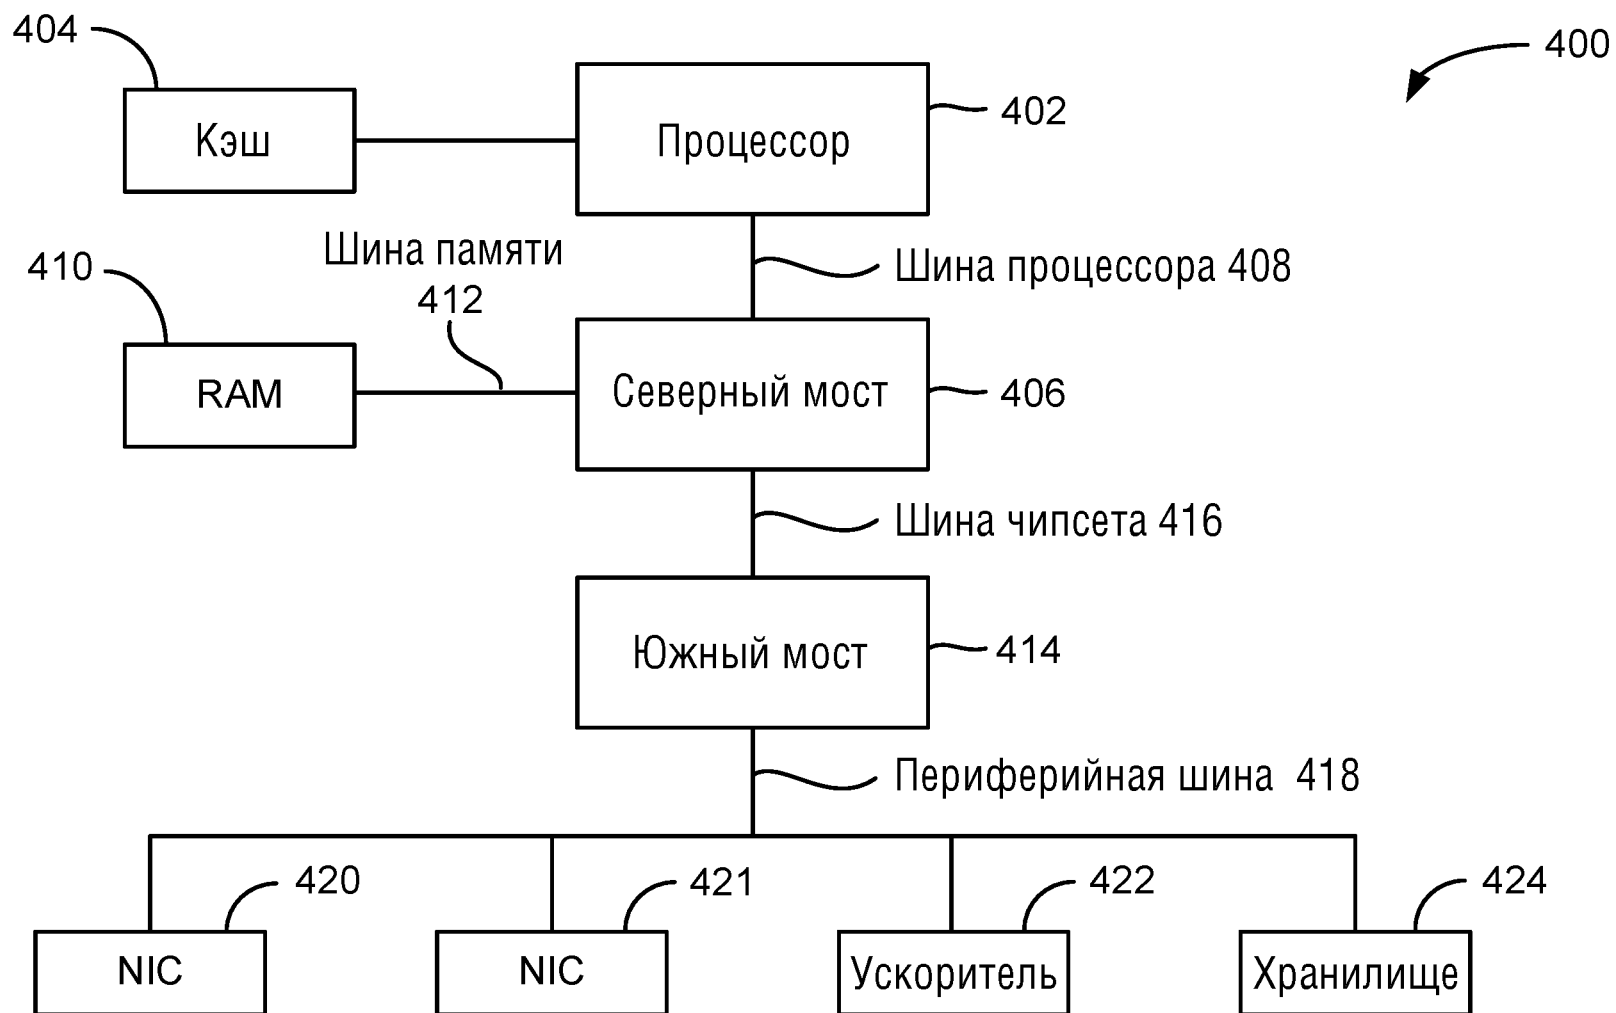 404
400
Кэш
Процессор
402
Шина памяти
412
410
Шина процессора 408
RAM
Северный мост
406
Шина чипсета 416
Южный мост
414
Периферийная шина 418
420
421
422
424
NIC
NIC
Ускоритель
Хранилище